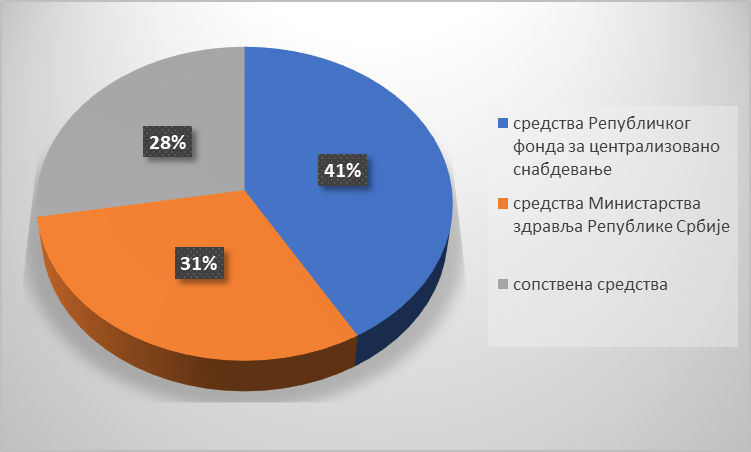 28%
41%
31%
средства Републичког
фонда за централизовано
снабдевање
средства Министарства
здравља Републике Србије
сопствена средства